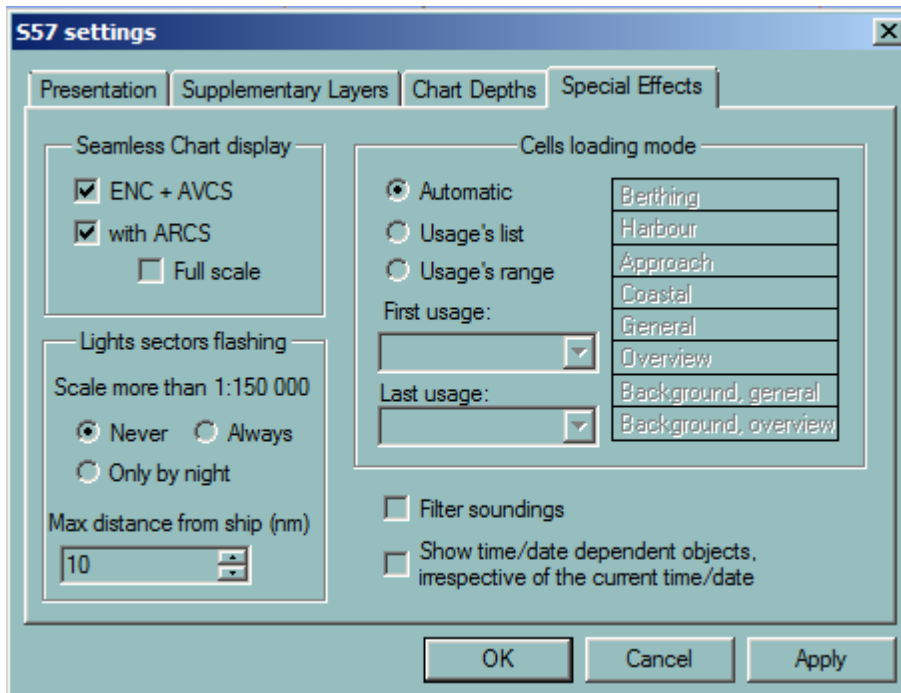 S57 settings
Presentation
Supplementary Layers
Chart Depths
Special Effects
Seamless Chart display
ENC + AVCS
with ARCS
Full scale
Lights sectors flashing
Scale more than 1:150 000
Never
Always
Only by night
Max distance from ship (nm)
10
Cells loading mode
Automatic
Usage's list
Usage's range
First usage:
Last usage:
Berthing
Harbour
Approach
Coastal
General
Overview
Background, general
Background, overview
Filter soundings
Show time/date dependent objects,
irrespective of the current time/date
OK
Cancel
Apply